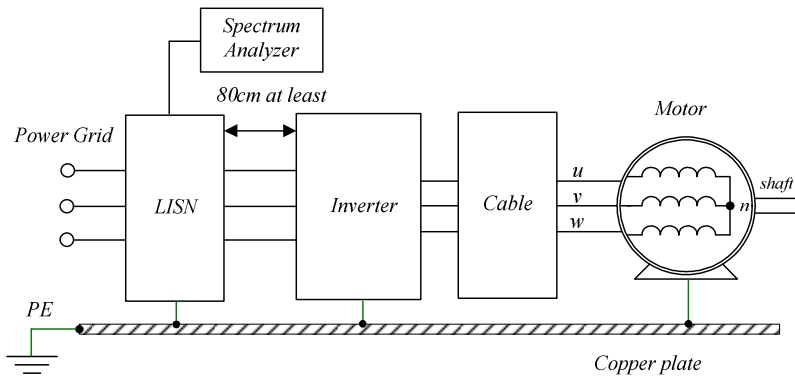 Spectrum
Analyzer
80cm at least
Motor
Power Grid
LISN
Inverter
Cable
u
v
w
n
shaft
PE
Copper plate